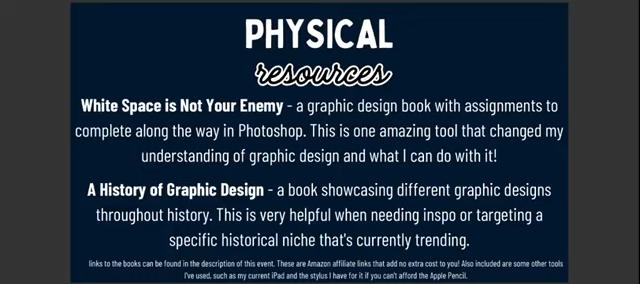 PHYSICAL
resources
White Space is Not Your Enemy - a graphic design book with assignments to
complete along the way in Photoshop. This is one amazing tool that changed my
understanding of graphic design and what I can do with it!
A History of Graphic Design - a book showcasing different graphic designs
throughout history. This is very helpful when needing inspo or targeting a
specific historical niche that's currently trending.
links to the books can be found in the description of this event. These are Amazon affiliate links that add no extra cost to you! Also included are some other tools
I've used, such as my current iPad and the stylus I have for it if you can't afford the Apple Pencil.